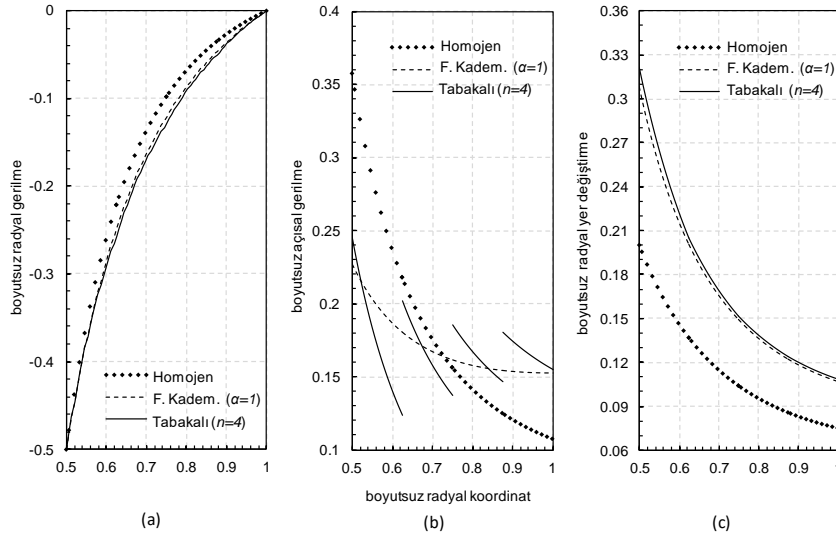 0
-0.1
-0.2
-0.3
-0.4
-0.5
0.5
0.6
0.7
0.8
0.9
1
boyutsuz radyal gerilme
Homojen
F. Kadem. (α=1)
Tabakalı (n=4)
(a)
0.4
0.35
0.3
0.25
0.2
0.15
0.1
0.5
0.6
0.7
0.8
0.9
1
boyutsuz açısal gerilme
Homojen
F. Kadem. (α=1)
Tabakalı (n=4)
boyutsuz radyal koordinat
(b)
0.36
0.33
0.3
0.27
0.24
0.21
0.18
0.15
0.12
0.09
0.06
0.5
0.6
0.7
0.8
0.9
1
boyutsuz radyal yer değiştirme
Homojen
F. Kadem. (α=1)
Tabakalı (n=4)
(c)